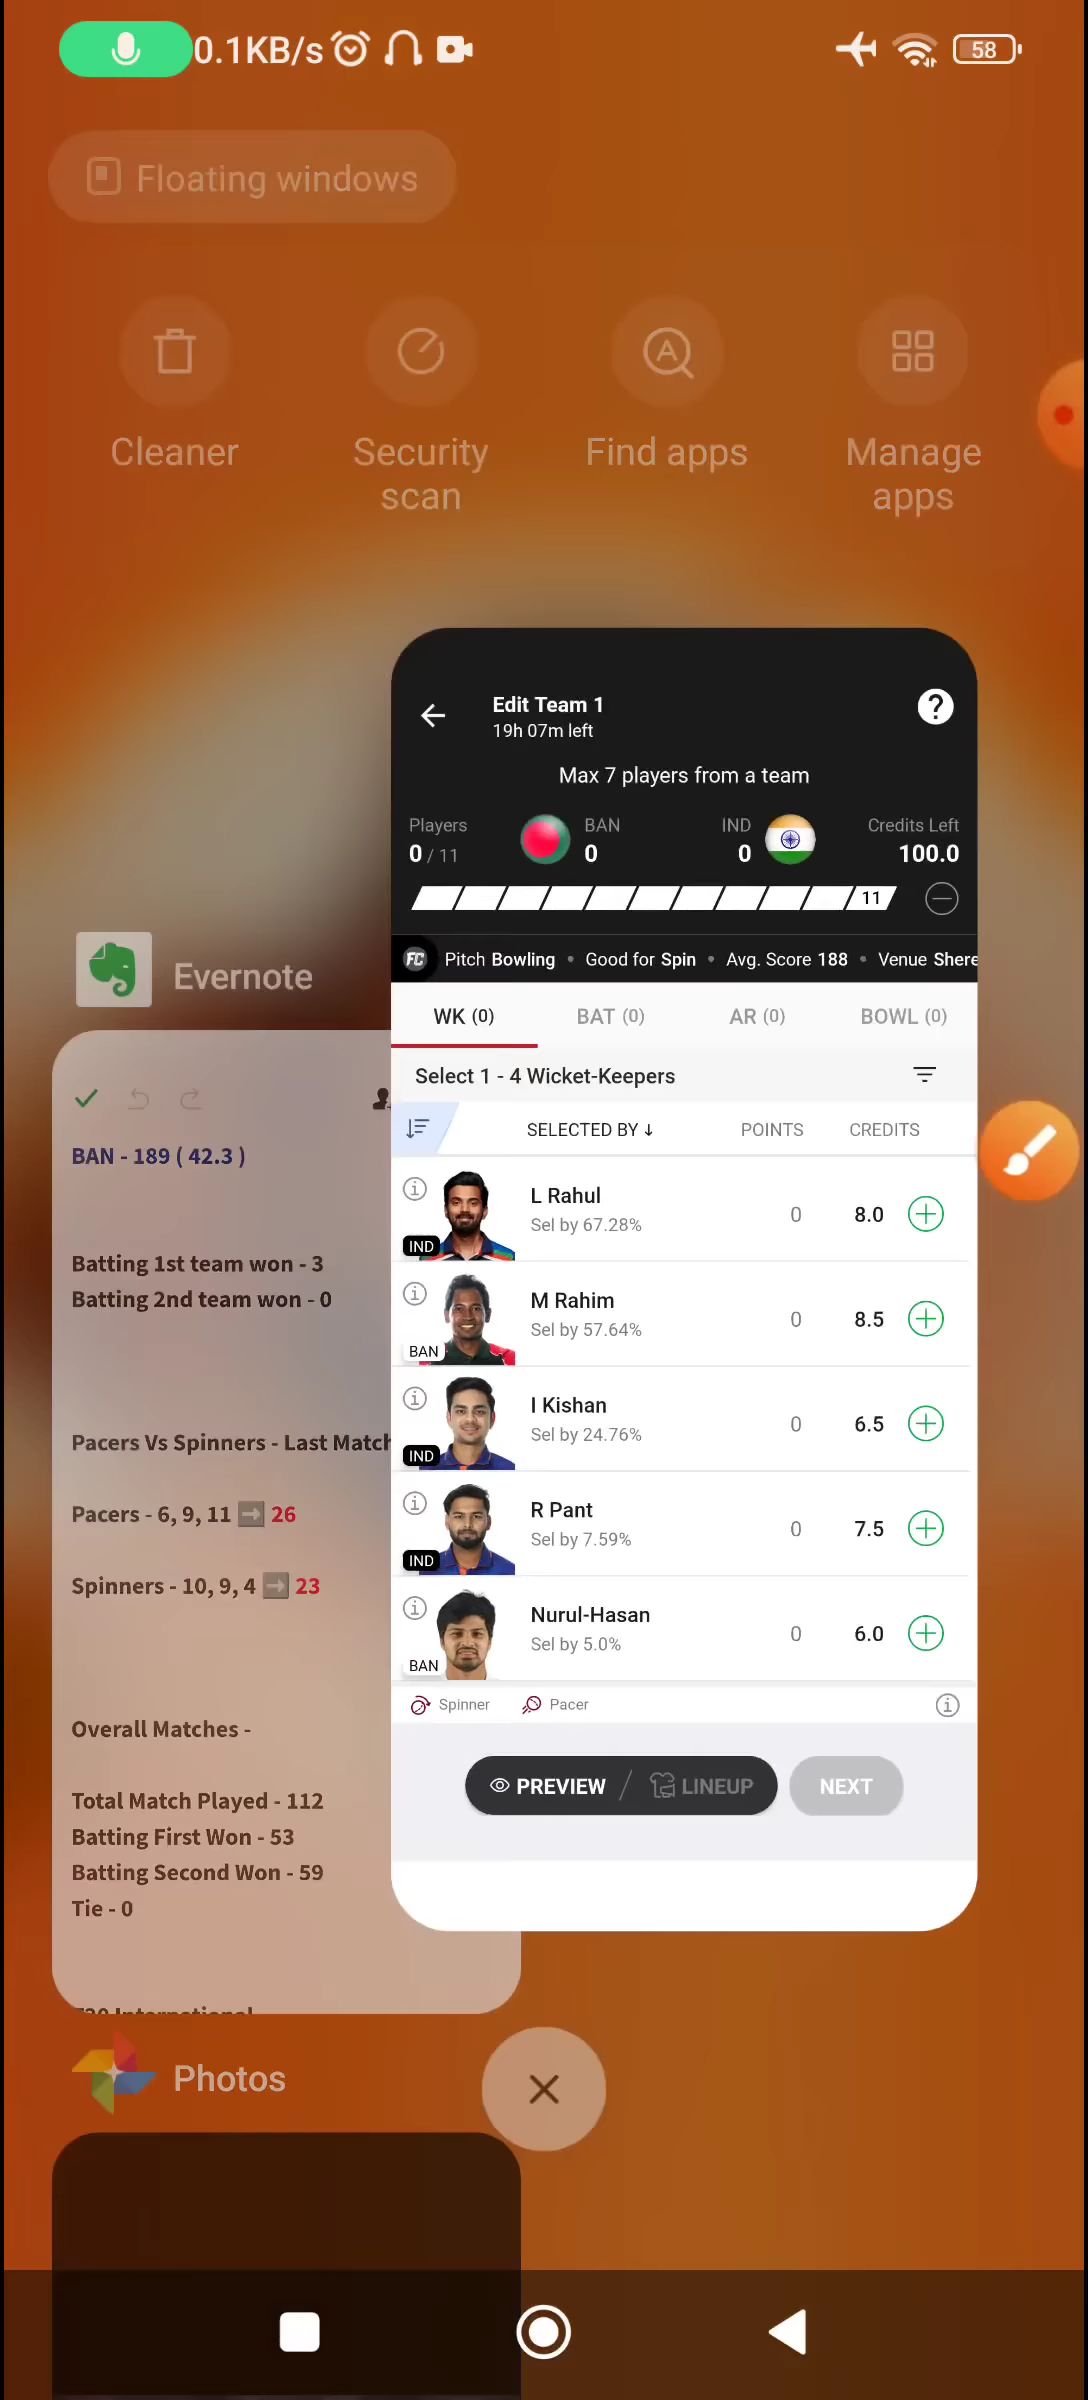 0.1KB/s
58
Floating windows
Cleaner
Security scan
Find apps
Manage apps
Edit Team 1
19h 07m left
Max 7 players from a team
Players
0 / 11
BAN
0
IND
0
Credits Left
100.0
11
FC Pitch Bowling • Good for Spin • Avg. Score 188 • Venue Shere
WK (0) BAT (0) AR (0) BOWL (0)
Select 1 - 4 Wicket-Keepers
SELECTED BY ↓ POINTS CREDITS
L Rahul
Sel by 67.28%
IND
0 8.0
M Rahim
Sel by 57.64%
BAN
0 8.5
I Kishan
Sel by 24.76%
IND
0 6.5
R Pant
Sel by 7.59%
IND
0 7.5
Nurul-Hasan
Sel by 5.0%
BAN
0 6.0
Spinner Pacer
PREVIEW / LINEUP
NEXT
Evernote
BAN - 189 ( 42.3 )
Batting 1st team won - 3
Batting 2nd team won - 0
Pacers Vs Spinners - Last Match
Pacers - 6, 9, 11 ➡ 26
Spinners - 10, 9, 4 ➡ 23
Overall Matches -
Total Match Played - 112
Batting First Won - 53
Batting Second Won - 59
Tie - 0
T20 International
Photos